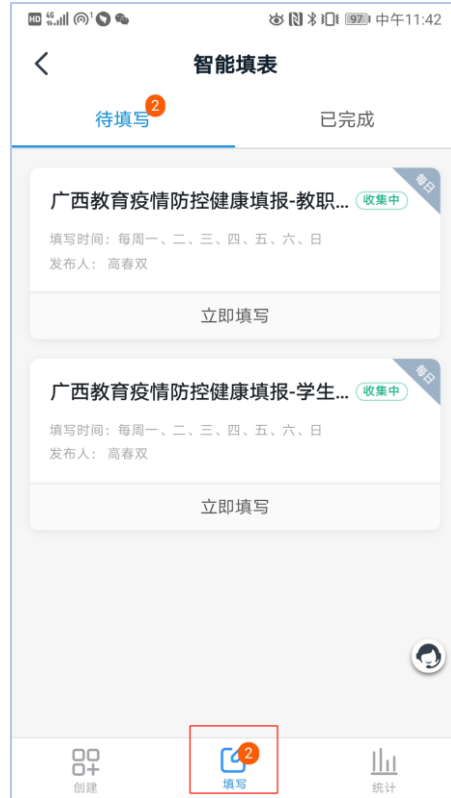 HD 46 97 中午11:42
智能填表
待填写 2
已完成
每日
广西教育疫情防控健康填报-教职... 收集中
填写时间：每周一、二、三、四、五、六、日
发布人： 高春双
立即填写
每日
广西教育疫情防控健康填报-学生... 收集中
填写时间：每周一、二、三、四、五、六、日
发布人： 高春双
立即填写
2
创建
填写
统计